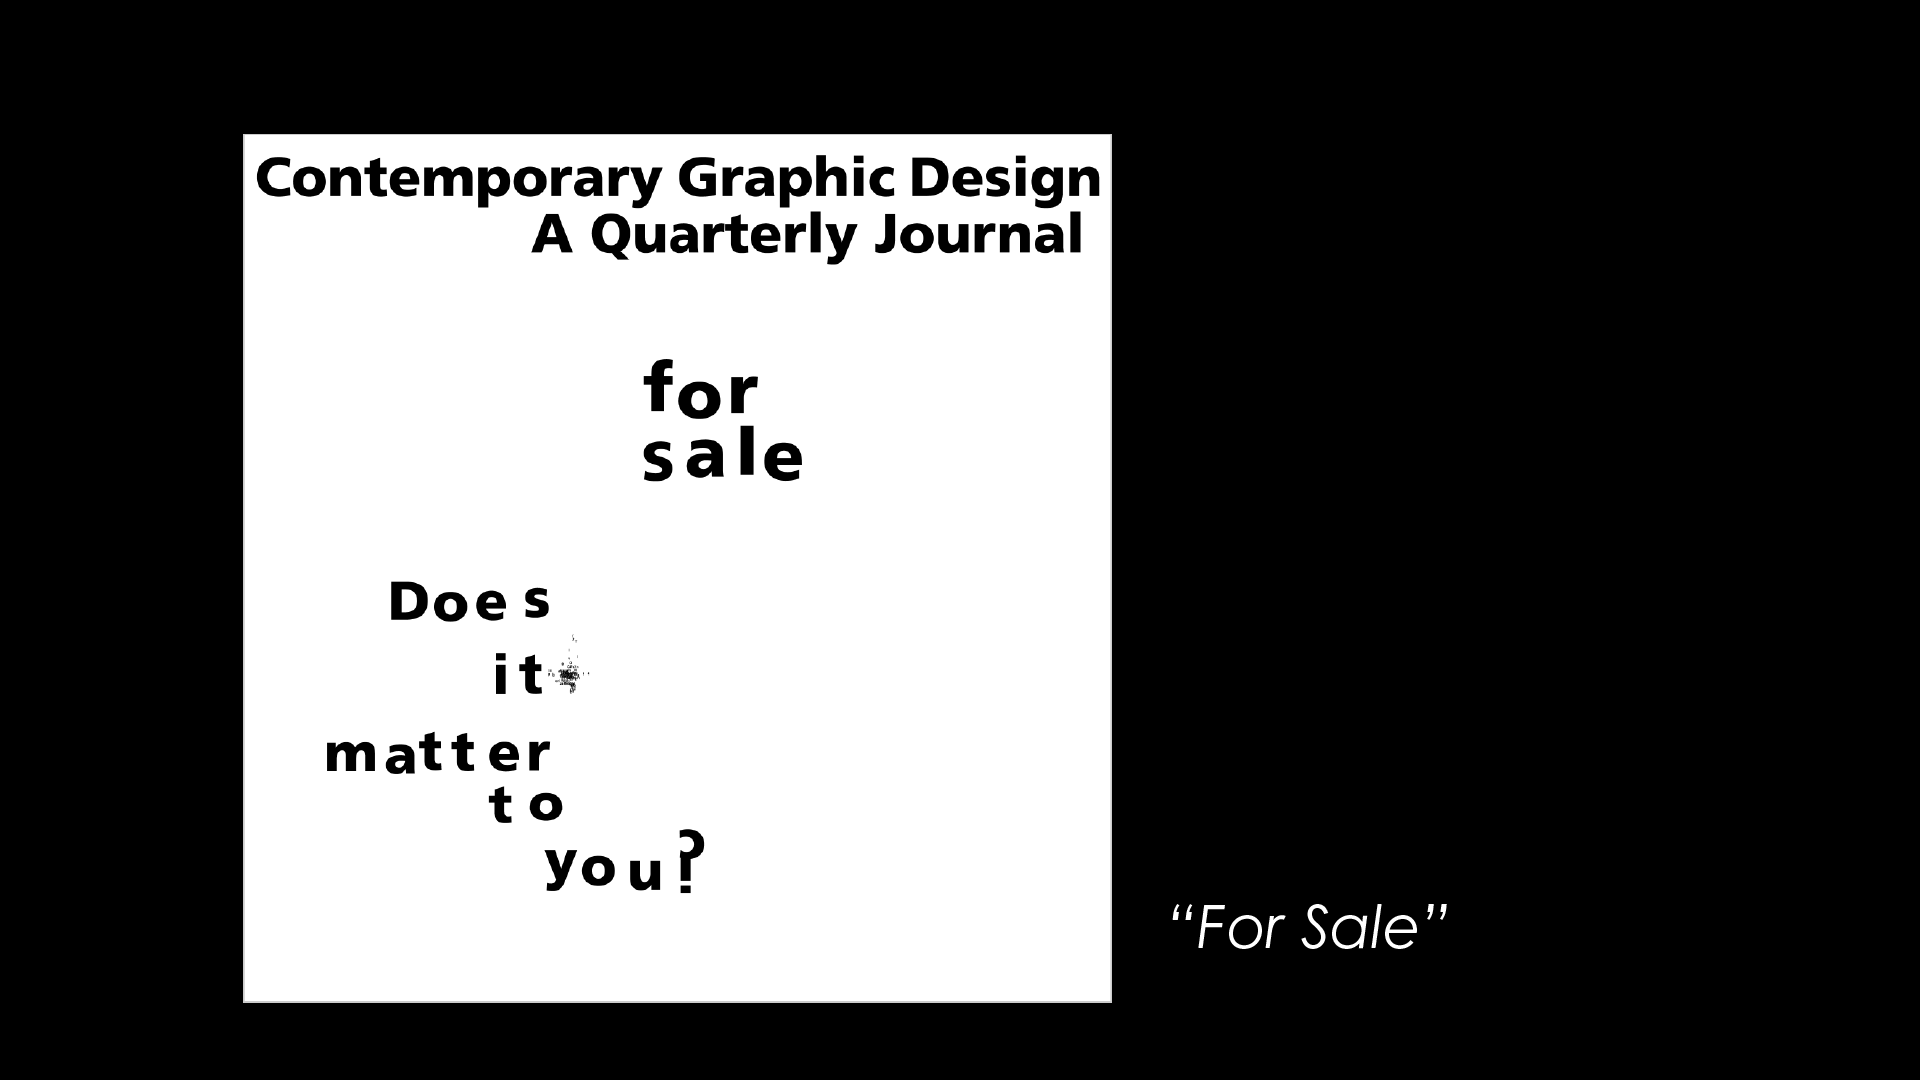 Contemporary Graphic Design
A Quarterly Journal
for
sale
Does
it
matter
to
you?
“For Sale”